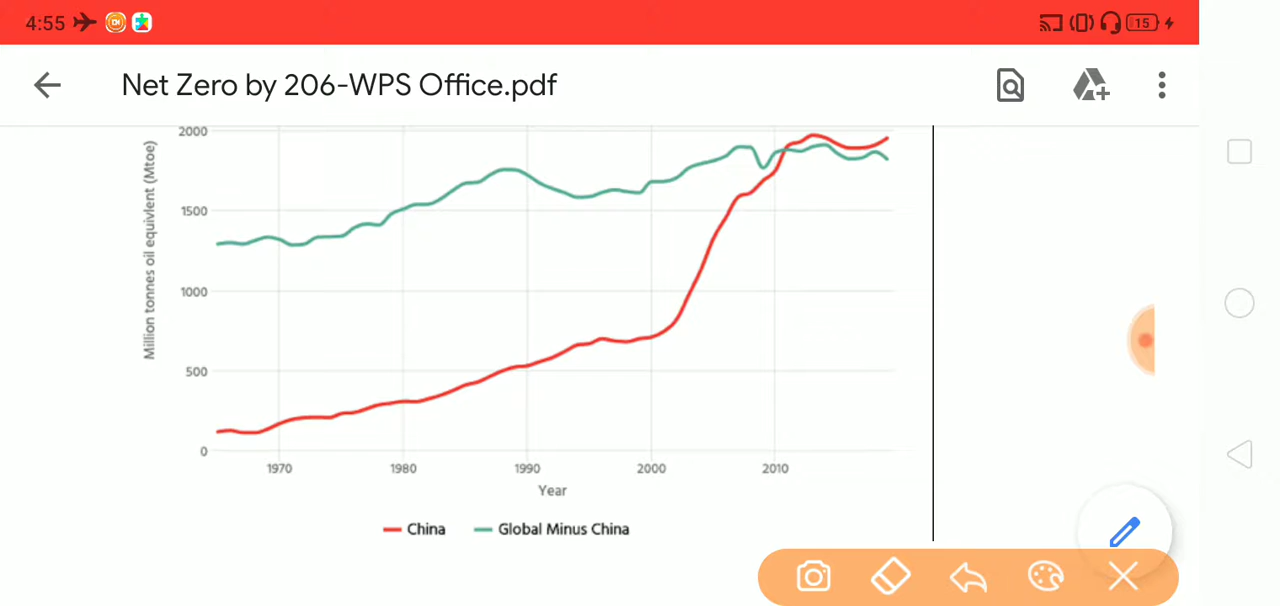 4:55
15
Net Zero by 206-WPS Office.pdf
Million tonnes oil equivlent (Mtoe)
2000
1500
1000
500
0
1970 1980 1990 2000 2010
Year
China Global Minus China